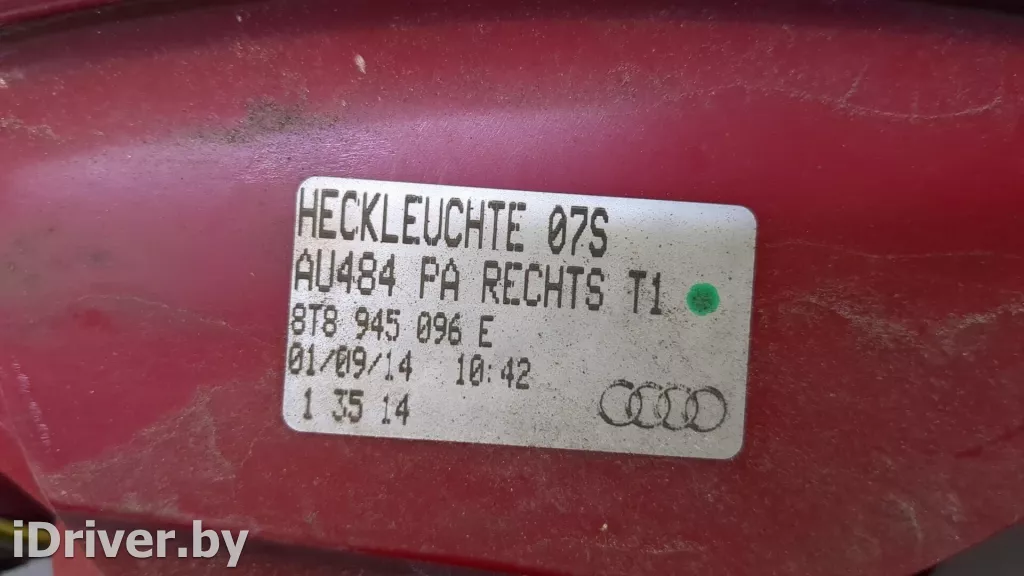 HECKLEUCHTE 07S
AU484 PA RECHTS T1
8T8 945 096 E
01/09/14 10:42
1 35 14
iDriver.by